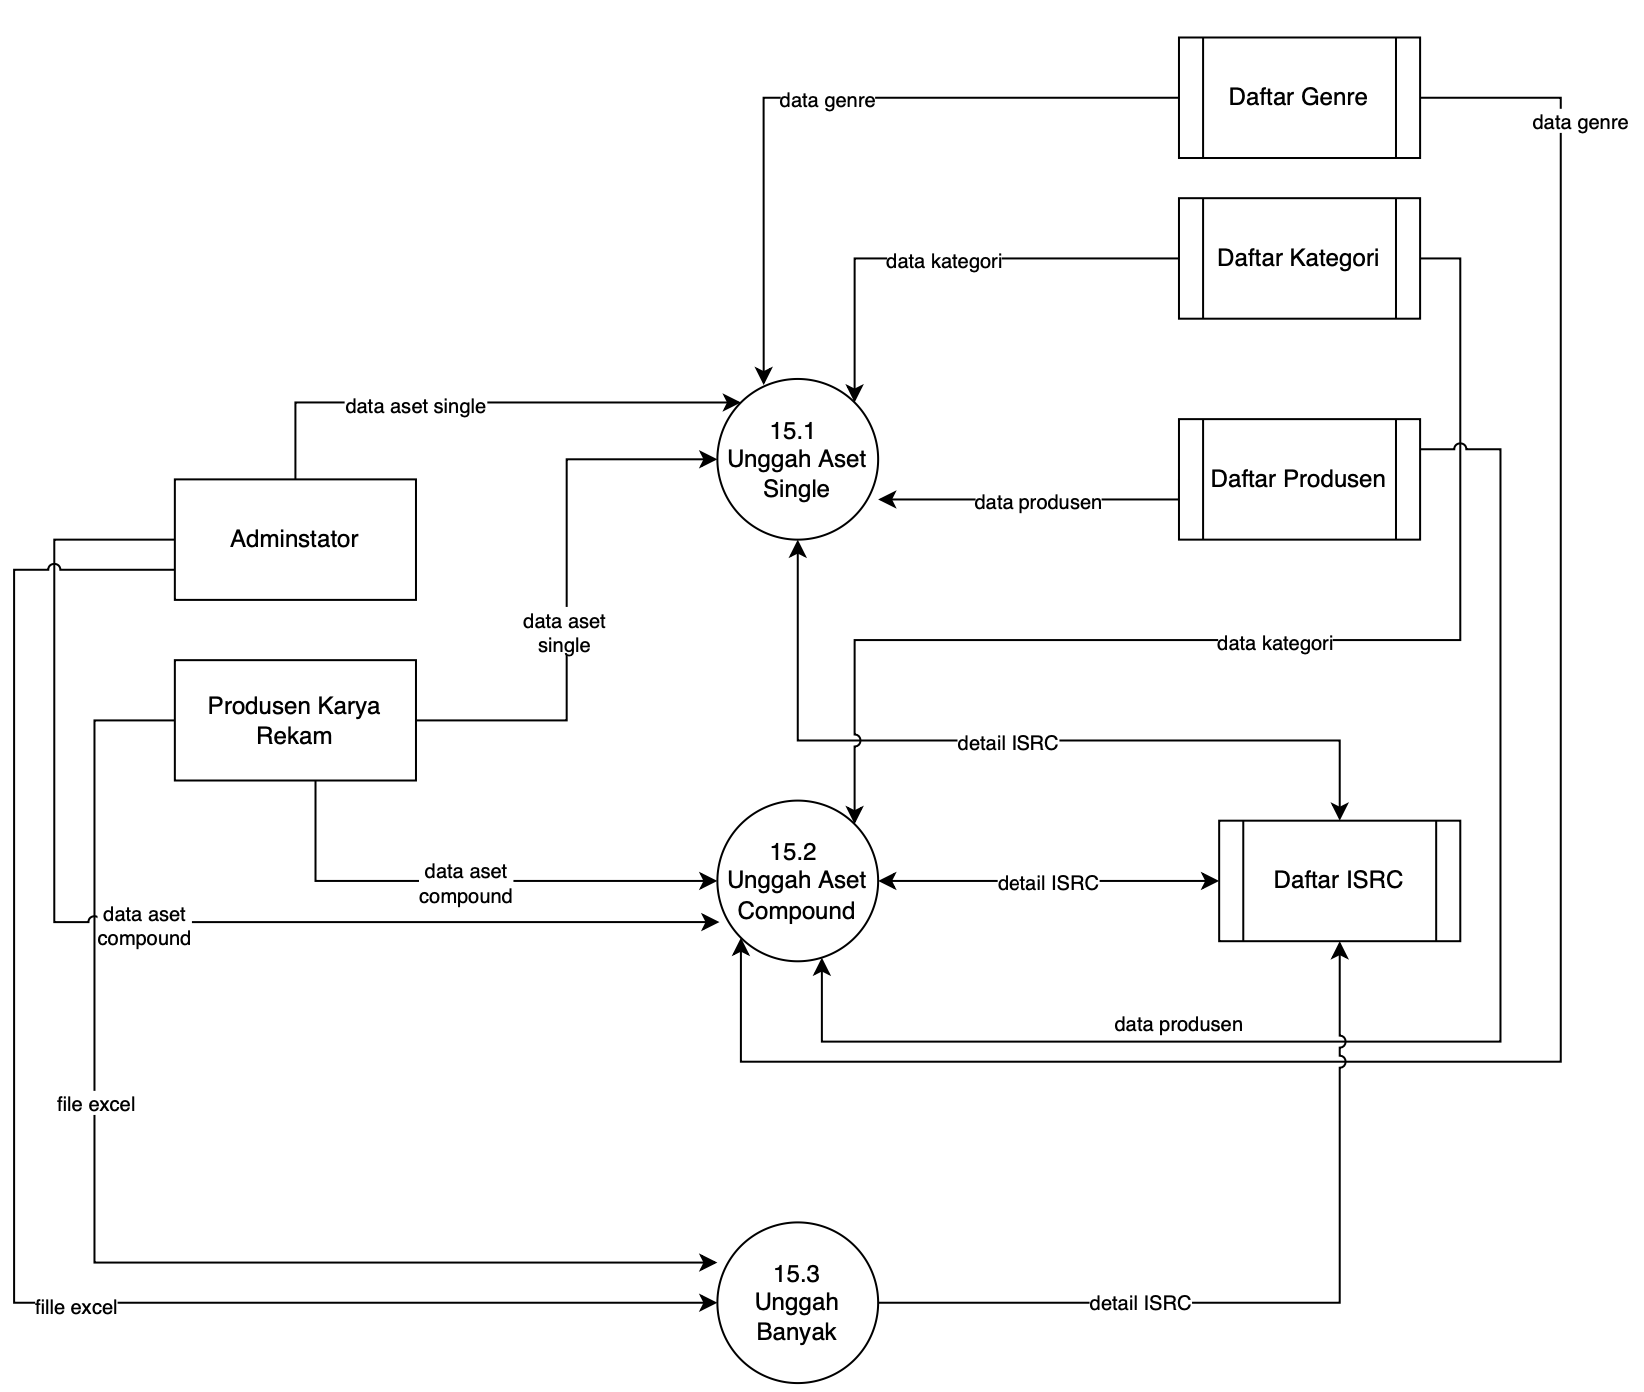 Daftar Genre
data genre
data genre
Daftar Kategori
data kategori
data aset single
15.1
Unggah Aset
Single
Daftar Produsen
data produsen
Adminstator
data aset
single
data kategori
Produsen Karya
Rekam
detail ISRC
15.2
Unggah Aset
Compound
data aset
compound
detail ISRC
Daftar ISRC
data aset
compound
data produsen
file excel
15.3
Unggah
Banyak
fille excel
detail ISRC